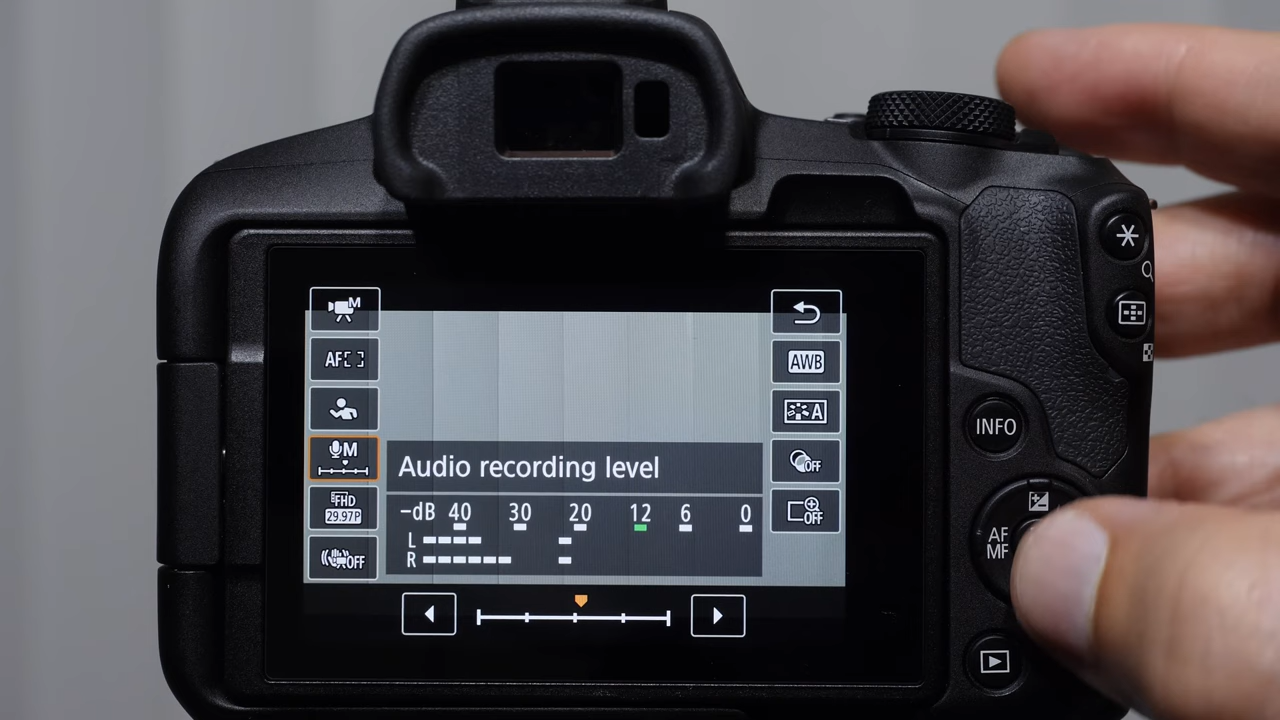 M
AF
M
FHD
29.97P
OFF
AWB
A
OFF
OFF
Audio recording level
−dB 40 30 20 12 6 0
L
R
INFO
AF
MF